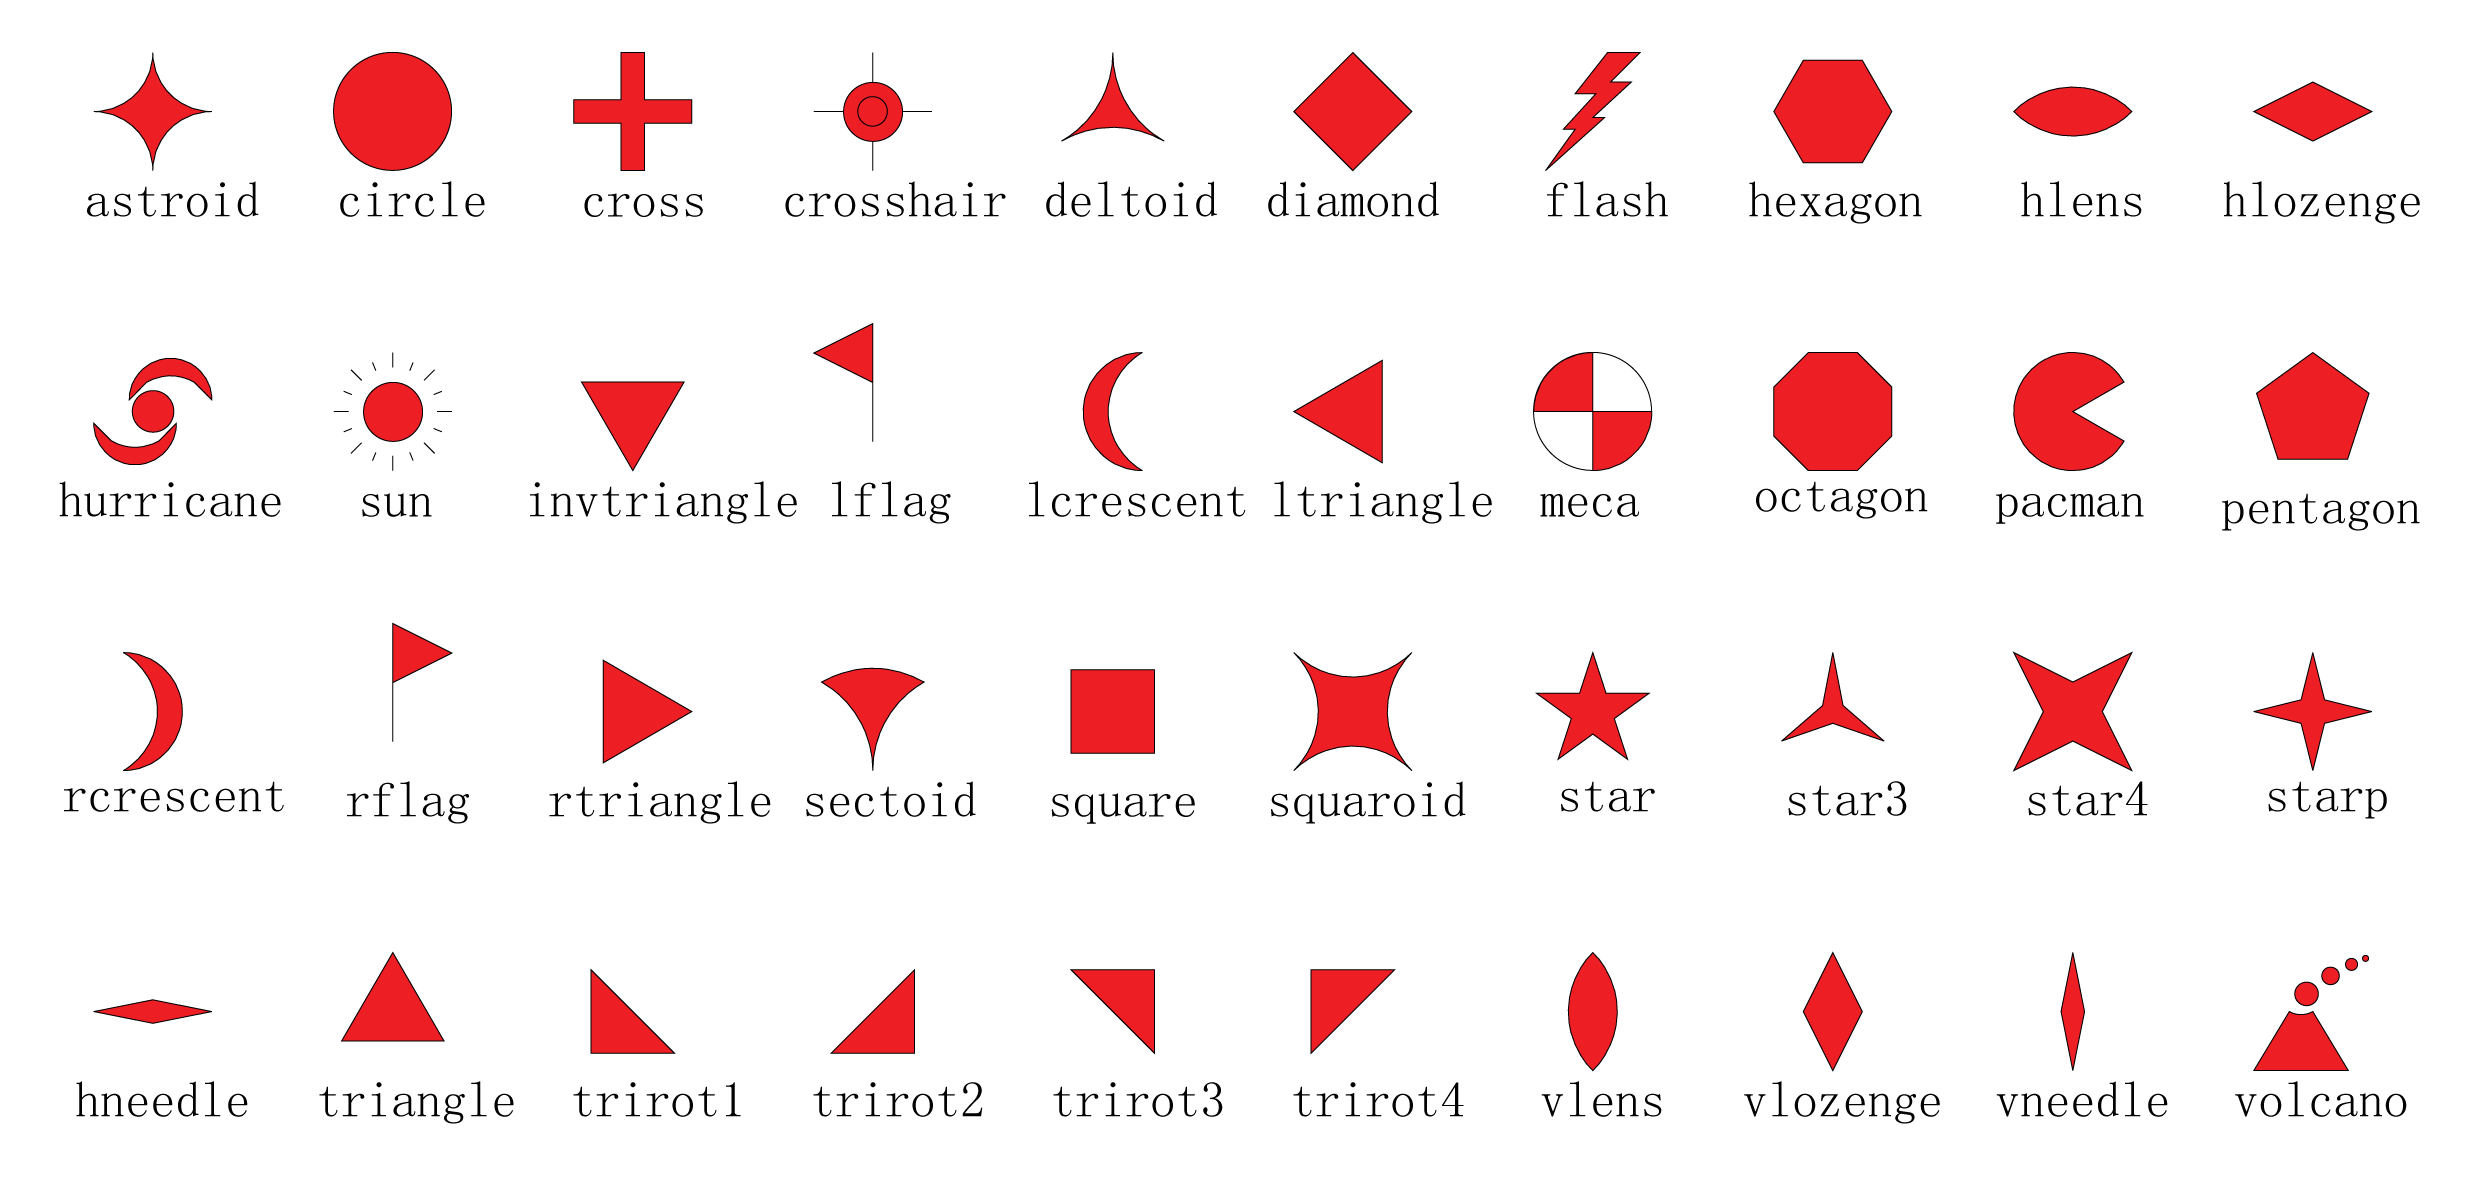 astroid circle cross crosshair deltoid diamond flash hexagon hlens hlozenge
hurricane sun invtriangle lflag lcrescent ltriangle meca octagon pacman pentagon
rcrescent rflag rtriangle sectoid square squaroid star star3 star4 starp
hneedle triangle trirot1 trirot2 trirot3 trirot4 vlens vlozenge vneedle volcano